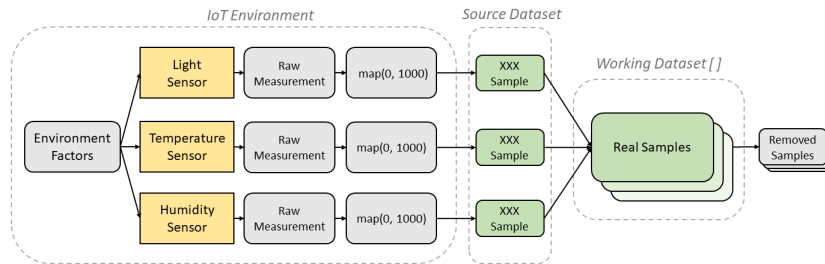 IoT Environment
Source Dataset
Working Dataset [ ]
Environment
Factors
Light
Sensor
Raw
Measurement
map(0, 1000)
XXX
Sample
Temperature
Sensor
Raw
Measurement
map(0, 1000)
XXX
Sample
Humidity
Sensor
Raw
Measurement
map(0, 1000)
XXX
Sample
Real Samples
Removed
Samples